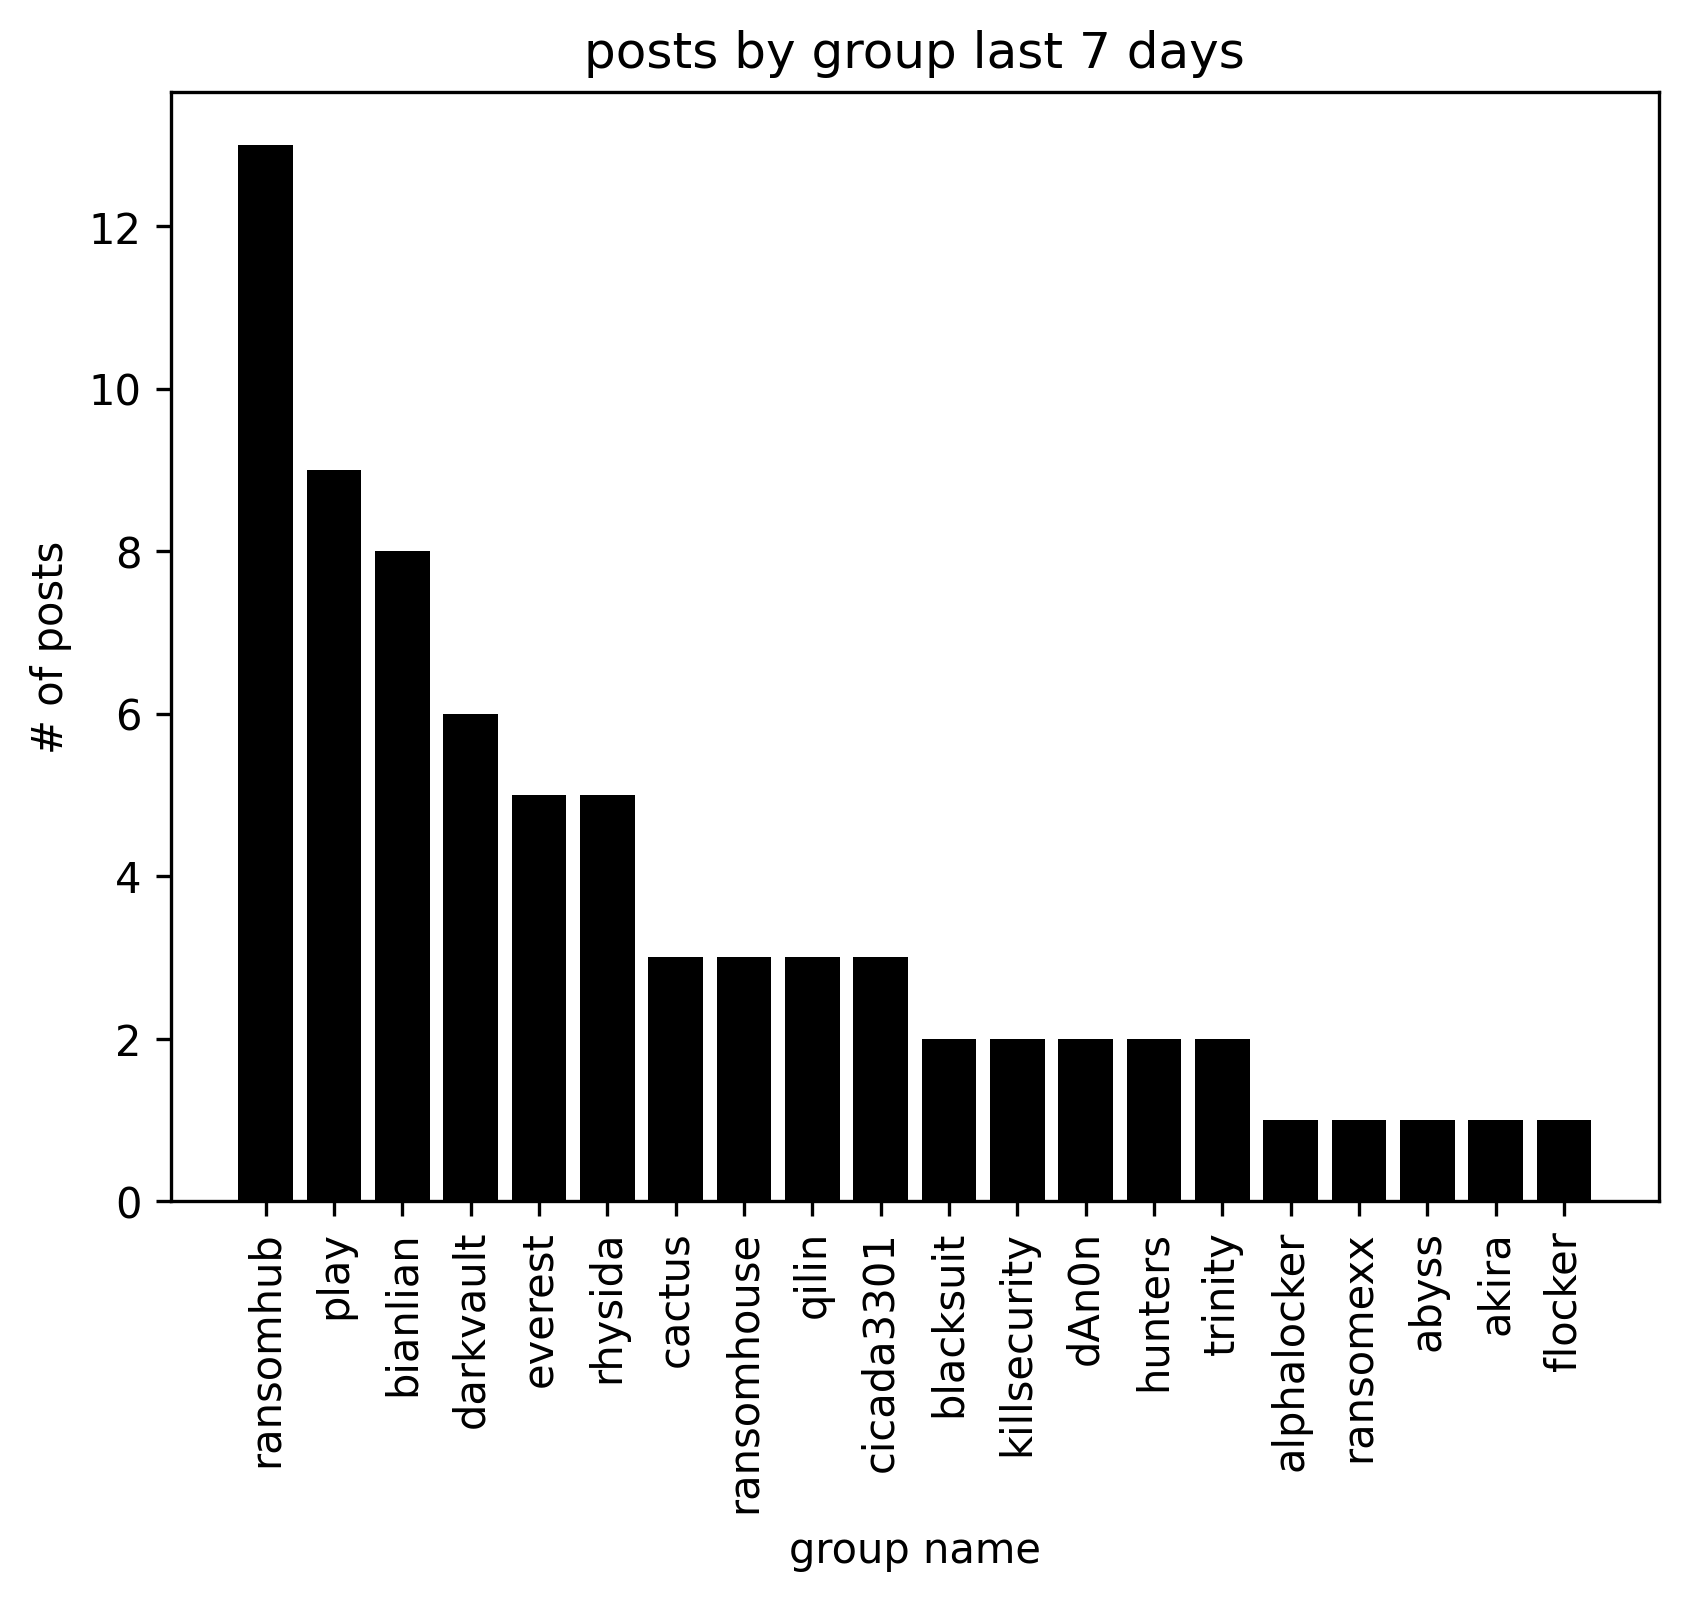 posts by group last 7 days
# of posts
12
10
8
6
4
2
0
ransomhub
play
bianlian
darkvault
everest
rhysida
cactus
ransomhouse
qilin
cicada3301
blacksuit
killsecurity
dAn0n
hunters
trinity
alphalocker
ransomexx
abyss
akira
flocker
group name